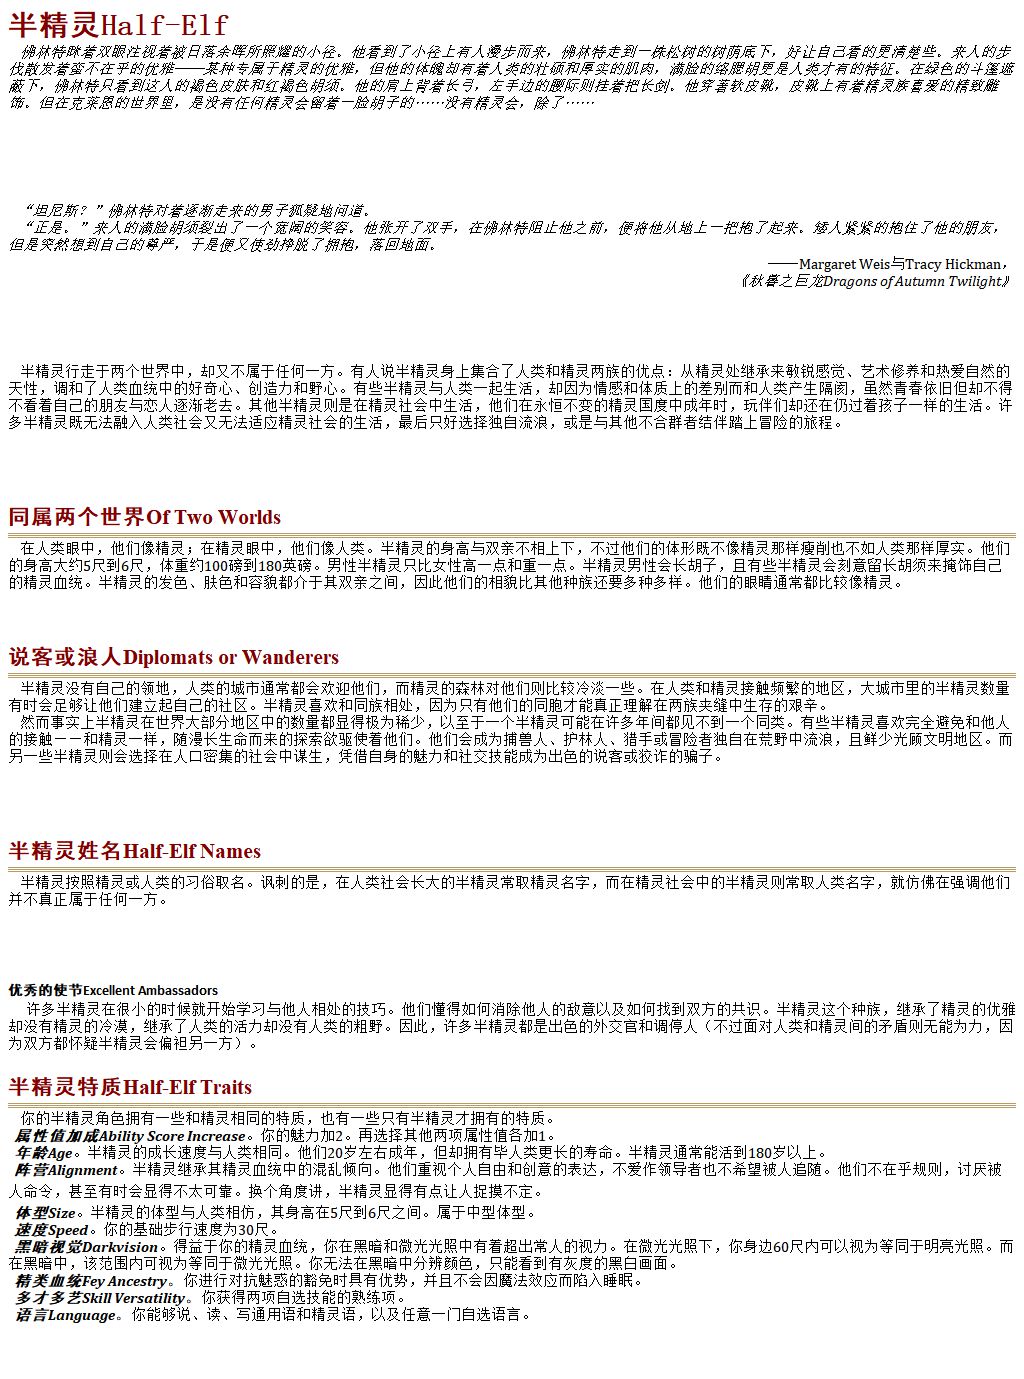 半精灵Half-Elf
佛林特眯着双眼注视着被日落余晖所照耀的小径。他看到了小径上有人漫步而来，佛林特走到一株松树的树荫底下，好让自己看的更清楚些。来人的步
伐散发着蛮不在乎的优雅——某种专属于精灵的优雅，但他的体魄却有着人类的壮硕和厚实的肌肉，满脸的络腮胡更是人类才有的特征。在绿色的斗篷遮
蔽下，佛林特只看到这人的褐色皮肤和红褐色胡须。他的肩上背着长弓，左手边的腰际则挂着把长剑。他穿著软皮靴，皮靴上有着精灵族喜爱的精致雕
饰。但在克莱恩的世界里，是没有任何精灵会留着一脸胡子的……没有精灵会，除了……
“坦尼斯？”佛林特对着逐渐走来的男子狐疑地问道。
“正是。”来人的满脸胡须裂出了一个宽阔的笑容。他张开了双手，在佛林特阻止他之前，便将他从地上一把抱了起来。矮人紧紧的抱住了他的朋友，
但是突然想到自己的尊严，于是便又使劲挣脱了拥抱，落回地面。
——Margaret Weis与Tracy Hickman，
《秋暮之巨龙Dragons of Autumn Twilight》
半精灵行走于两个世界中，却又不属于任何一方。有人说半精灵身上集合了人类和精灵两族的优点：从精灵处继承来敏锐感觉、艺术修养和热爱自然的
天性，调和了人类血统中的好奇心、创造力和野心。有些半精灵与人类一起生活，却因为情感和体质上的差别而和人类产生隔阂，虽然青春依旧但却不得
不看着自己的朋友与恋人逐渐老去。其他半精灵则是在精灵社会中生活，他们在永恒不变的精灵国度中成年时，玩伴们却还在仍过着孩子一样的生活。许
多半精灵既无法融入人类社会又无法适应精灵社会的生活，最后只好选择独自流浪，或是与其他不合群者结伴踏上冒险的旅程。
同属两个世界Of Two Worlds
在人类眼中，他们像精灵；在精灵眼中，他们像人类。半精灵的身高与双亲不相上下，不过他们的体形既不像精灵那样瘦削也不如人类那样厚实。他们
的身高大约5尺到6尺，体重约100磅到180英磅。男性半精灵只比女性高一点和重一点。半精灵男性会长胡子，且有些半精灵会刻意留长胡须来掩饰自己
的精灵血统。半精灵的发色、肤色和容貌都介于其双亲之间，因此他们的相貌比其他种族还要多种多样。他们的眼睛通常都比较像精灵。
说客或浪人Diplomats or Wanderers
半精灵没有自己的领地，人类的城市通常都会欢迎他们，而精灵的森林对他们则比较冷淡一些。在人类和精灵接触频繁的地区，大城市里的半精灵数量
有时会足够让他们建立起自己的社区。半精灵喜欢和同族相处，因为只有他们的同胞才能真正理解在两族夹缝中生存的艰辛。
然而事实上半精灵在世界大部分地区中的数量都显得极为稀少，以至于一个半精灵可能在许多年间都见不到一个同类。有些半精灵喜欢完全避免和他人
的接触－－和精灵一样，随漫长生命而来的探索欲驱使着他们。他们会成为捕兽人、护林人、猎手或冒险者独自在荒野中流浪，且鲜少光顾文明地区。而
另一些半精灵则会选择在人口密集的社会中谋生，凭借自身的魅力和社交技能成为出色的说客或狡诈的骗子。
半精灵姓名Half-Elf Names
半精灵按照精灵或人类的习俗取名。讽刺的是，在人类社会长大的半精灵常取精灵名字，而在精灵社会中的半精灵则常取人类名字，就仿佛在强调他们
并不真正属于任何一方。
优秀的使节Excellent Ambassadors
许多半精灵在很小的时候就开始学习与他人相处的技巧。他们懂得如何消除他人的敌意以及如何找到双方的共识。半精灵这个种族，继承了精灵的优雅
却没有精灵的冷漠，继承了人类的活力却没有人类的粗野。因此，许多半精灵都是出色的外交官和调停人（不过面对人类和精灵间的矛盾则无能为力，因
为双方都怀疑半精灵会偏袒另一方）。
半精灵特质Half-Elf Traits
你的半精灵角色拥有一些和精灵相同的特质，也有一些只有半精灵才拥有的特质。
属性值加成Ability Score Increase。你的魅力加2。再选择其他两项属性值各加1。
年龄Age。半精灵的成长速度与人类相同。他们20岁左右成年，但却拥有毕人类更长的寿命。半精灵通常能活到180岁以上。
阵营Alignment。半精灵继承其精灵血统中的混乱倾向。他们重视个人自由和创意的表达，不爱作领导者也不希望被人追随。他们不在乎规则，讨厌被
人命令，甚至有时会显得不太可靠。换个角度讲，半精灵显得有点让人捉摸不定。
体型Size。半精灵的体型与人类相仿，其身高在5尺到6尺之间。属于中型体型。
速度Speed。你的基础步行速度为30尺。
黑暗视觉Darkvision。得益于你的精灵血统，你在黑暗和微光光照中有着超出常人的视力。在微光光照下，你身边60尺内可以视为等同于明亮光照。而
在黑暗中，该范围内可视为等同于微光光照。你无法在黑暗中分辨颜色，只能看到有灰度的黑白画面。
精类血统Fey Ancestry。你进行对抗魅惑的豁免时具有优势，并且不会因魔法效应而陷入睡眠。
多才多艺Skill Versatility。你获得两项自选技能的熟练项。
语言Language。你能够说、读、写通用语和精灵语，以及任意一门自选语言。